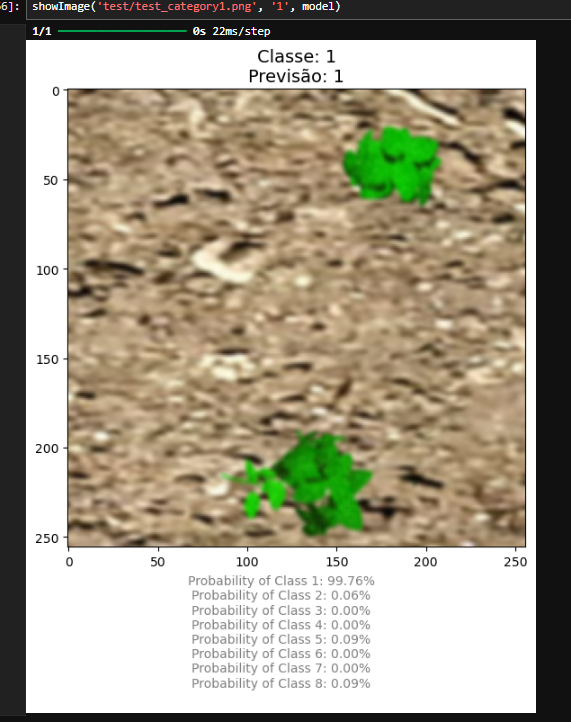 6]: showImage('test/test_category1.png', '1', model)
1/1 0s 22ms/step
Classe: 1
Previsão: 1
0
50
100
150
200
250
0 50 100 150 200 250
Probability of Class 1: 99.76%
Probability of Class 2: 0.06%
Probability of Class 3: 0.00%
Probability of Class 4: 0.00%
Probability of Class 5: 0.09%
Probability of Class 6: 0.00%
Probability of Class 7: 0.00%
Probability of Class 8: 0.09%